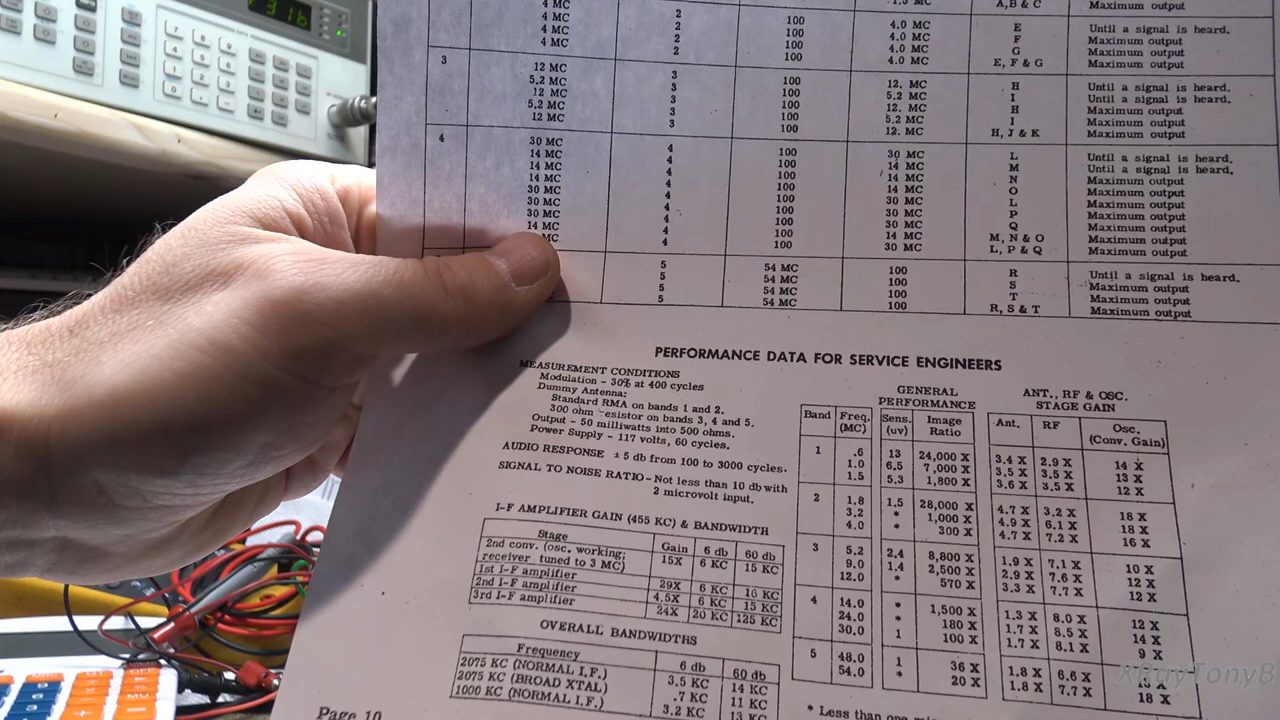 316
7 8 9
4 5 6
1 2 3
0
4 MC 100 1.5 MC A,B & C Maximum output
4 MC 2 100 4.0 MC E Until a signal is heard.
4 MC 2 100 4.0 MC F Maximum output
4 MC 2 100 4.0 MC G Maximum output
2 100 4.0 MC E, F & G Maximum output
3 12 MC 3 100 12. MC H Until a signal is heard.
5.2 MC 3 100 5.2 MC I Until a signal is heard.
12 MC 3 100 12. MC H Maximum output
5.2 MC 3 100 5.2 MC I Maximum output
12 MC 3 100 12. MC H, J & K Maximum output
4 30 MC 4 100 30 MC L Until a signal is heard.
14 MC 4 100 14 MC M Until a signal is heard.
14 MC 4 100 14 MC N Maximum output
14 MC 4 100 14 MC O Maximum output
30 MC 4 100 30 MC L Maximum output
30 MC 4 100 30 MC P Maximum output
30 MC 4 100 30 MC Q Maximum output
14 MC 4 100 14 MC M, N & O Maximum output
MC 4 100 30 MC L, P & Q Maximum output
5 54 MC 100 R Until a signal is heard.
5 54 MC 100 S Maximum output
5 54 MC 100 T Maximum output
5 54 MC 100 R, S & T Maximum output
PERFORMANCE DATA FOR SERVICE ENGINEERS
MEASUREMENT CONDITIONS
Modulation - 30% at 400 cycles
Dummy Antenna:
Standard RMA on bands 1 and 2.
300 ohm resistor on bands 3, 4 and 5.
Output - 50 milliwatts into 500 ohms.
Power Supply - 117 volts, 60 cycles.
AUDIO RESPONSE ± 5 db from 100 to 3000 cycles.
SIGNAL TO NOISE RATIO - Not less than 10 db with
2 microvolt input.
I-F AMPLIFIER GAIN (455 KC) & BANDWIDTH
Stage Gain 6 db 60 db
2nd conv. (osc. working;
receiver tuned to 3 MC) 15X 6 KC 15 KC
1st I-F amplifier 29X 6 KC 16 KC
2nd I-F amplifier 4.5X 6 KC 15 KC
3rd I-F amplifier 24X 20 KC 125 KC
OVERALL BANDWIDTHS
Frequency 6 db 60 db
2075 KC (NORMAL I.F.) 3.5 KC 14 KC
2075 KC (BROAD XTAL) .7 KC 11 KC
1000 KC (NORMAL I.F.) 3.2 KC 13 KC
Page 10
GENERAL
PERFORMANCE
ANT., RF & OSC.
STAGE GAIN
Band Freq. (MC) Sens. (uv) Image Ratio Ant. RF Osc. (Conv. Gain)
1 .6 13 24,000 X 3.4 X 2.9 X 14 X
1.0 6.5 7,000 X 3.5 X 3.5 X 13 X
1.5 5.3 1,800 X 3.6 X 3.5 X 12 X
2 1.8 1.5 28,000 X 4.7 X 3.2 X 18 X
3.2 * 1,000 X 4.9 X 6.1 X 18 X
4.0 * 300 X 4.7 X 7.2 X 16 X
3 5.2 2.4 8,800 X 1.9 X 7.1 X 10 X
9.0 1.4 2,500 X 2.9 X 7.6 X 12 X
12.0 * 570 X 3.3 X 7.7 X 12 X
4 14.0 * 1,500 X 1.3 X 8.0 X 12 X
24.0 * 180 X 1.7 X 8.5 X 14 X
30.0 1 100 X 1.7 X 8.1 X 9 X
5 48.0 1 36 X 1.8 X 6.6 X
54.0 * 20 X 1.8 X 7.7 X 18 X
* Less than one
XRayTonyB